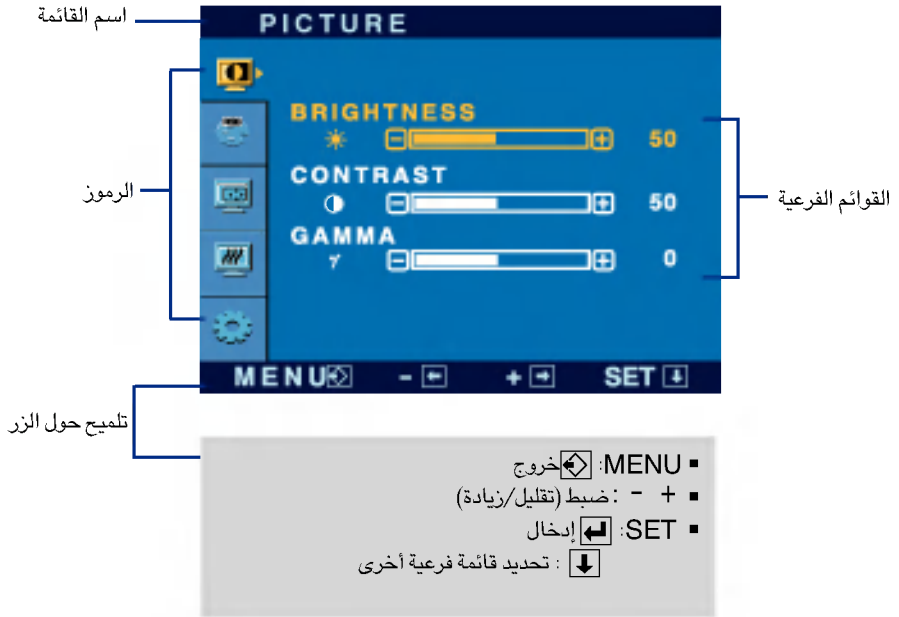 اسم القائمة
PICTURE
BRIGHTNESS
50
CONTRAST
50
GAMMA
γ 0
الرموز
القوائم الفرعية
MENU - + SET
تلميح حول الزر
▪ MENU: خروج
▪ + - : ضبط (تقليل/زيادة)
▪ SET: إدخال
: تحديد قائمة فرعية أخرى